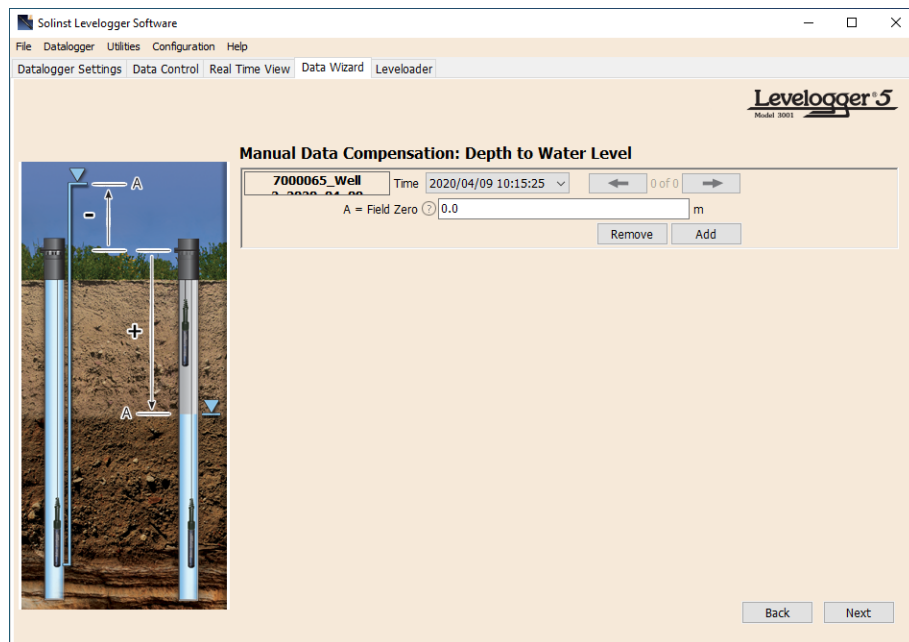 Solinst Levelogger Software
File Datalogger Utilities Configuration Help
Datalogger Settings Data Control Real Time View Data Wizard Leveloader
Levelogger® 5
Model 3001
Manual Data Compensation: Depth to Water Level
7000065_Well Time 2020/04/09 10:15:25 0 of 0
A = Field Zero ? 0.0 m
Remove Add
A
-
+
A
Back Next